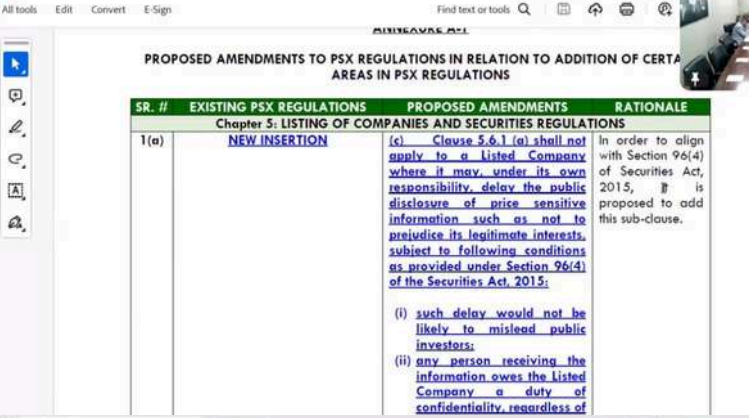 All tools Edit Convert E-Sign Find text or tools
ANNEXURE A-1
PROPOSED AMENDMENTS TO PSX REGULATIONS IN RELATION TO ADDITION OF CERTA
AREAS IN PSX REGULATIONS
SR. # EXISTING PSX REGULATIONS PROPOSED AMENDMENTS RATIONALE
Chapter 5: LISTING OF COMPANIES AND SECURITIES REGULATIONS
1(a) NEW INSERTION
(c) Clause 5.6.1 (a) shall not
apply to a Listed Company
where it may, under its own
responsibility, delay the public
disclosure of price sensitive
information such as not to
prejudice its legitimate interests,
subject to following conditions
as provided under Section 96(4)
of the Securities Act, 2015:
(i) such delay would not be
likely to mislead public
investors;
(ii) any person receiving the
information owes the Listed
Company a duty of
confidentiality, regardless of
In order to align
with Section 96(4)
of Securities Act,
2015, it is
proposed to add
this sub-clause.